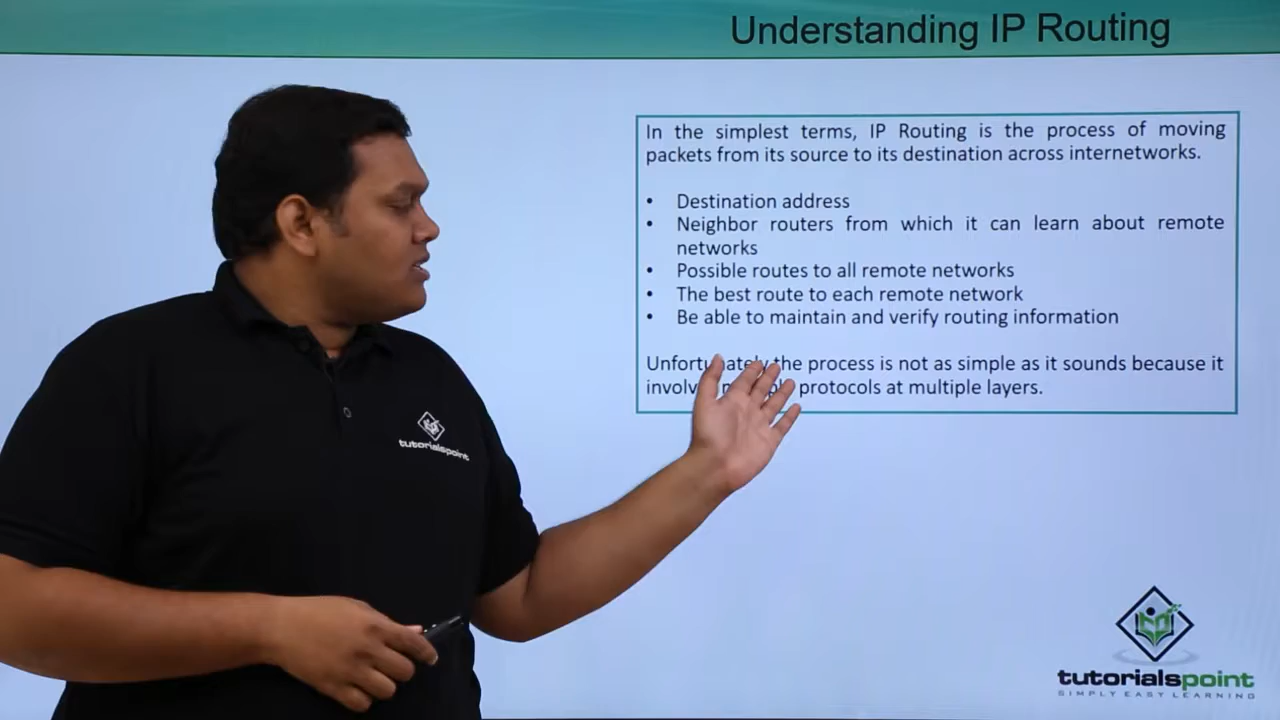 Understanding IP Routing
In the simplest terms, IP Routing is the process of moving
packets from its source to its destination across internetworks.
• Destination address
• Neighbor routers from which it can learn about remote
networks
• Possible routes to all remote networks
• The best route to each remote network
• Be able to maintain and verify routing information
Unfortunately the process is not as simple as it sounds because it
protocols at multiple layers.
tutorialspoint
tutorialspoint
SIMPLY EASY LEARNING